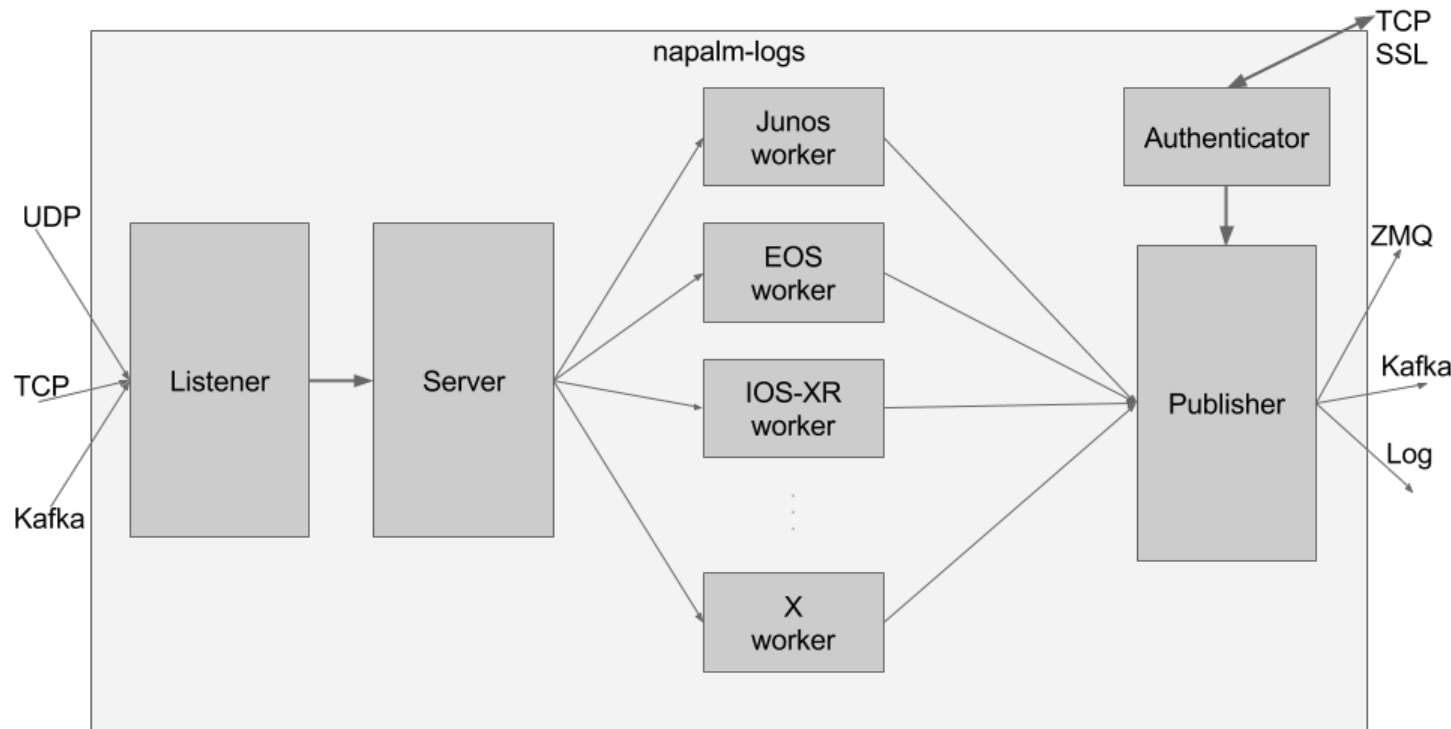 napalm-logs
TCP
SSL
Junos
worker
Authenticator
UDP
EOS
worker
ZMQ
TCP
Listener
Server
IOS-XR
worker
Publisher
Kafka
Log
Kafka
X
worker